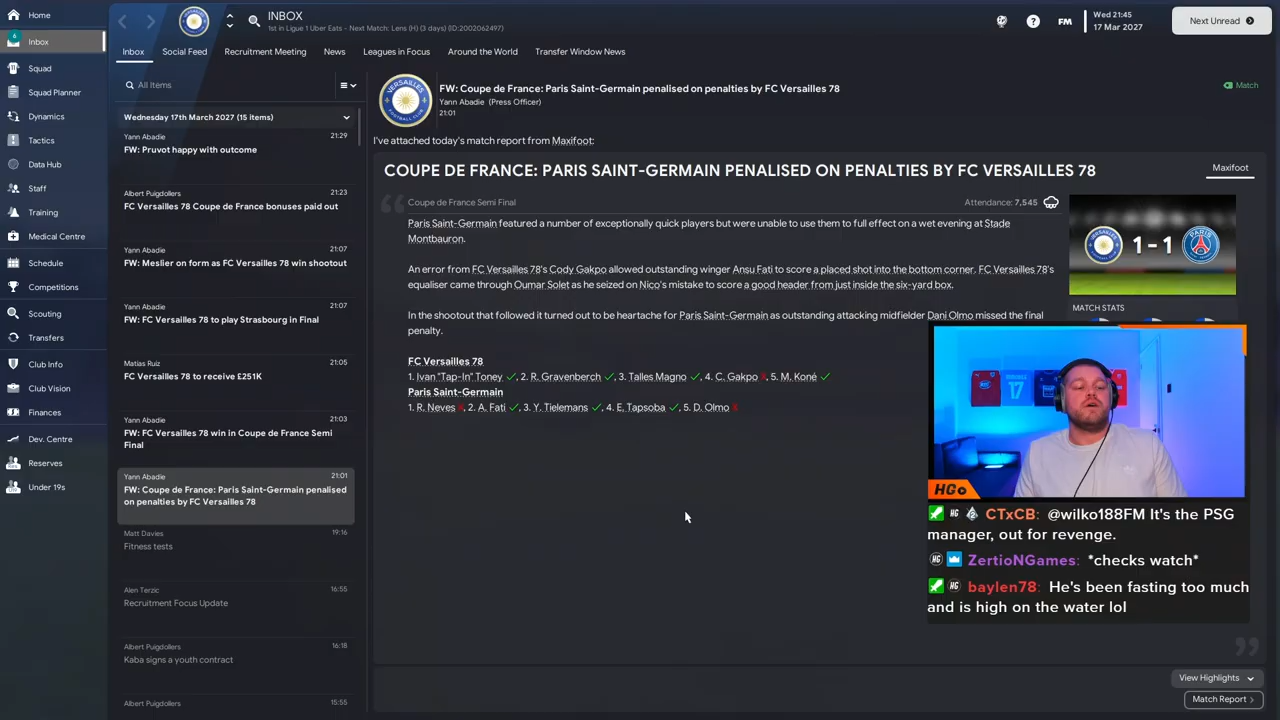 Home
Inbox
Squad
Squad Planner
Dynamics
Tactics
Data Hub
Staff
Training
Medical Centre
Schedule
Competitions
Scouting
Transfers
Club Info
Club Vision
Finances
Dev. Centre
Reserves
Under 19s
INBOX
1st in Ligue 1 Uber Eats - Next Match: Lens (H) (3 days) (ID:2002062497)
FM
Wed 21:45
17 Mar 2027
Next Unread
Inbox
Social Feed
Recruitment Meeting
News
Leagues in Focus
Around the World
Transfer Window News
All Items
Wednesday 17th March 2027 (15 items)
Yann Abadie 21:29
FW: Pruvot happy with outcome
Albert Puigdollers 21:23
FC Versailles 78 Coupe de France bonuses paid out
Yann Abadie 21:07
FW: Meslier on form as FC Versailles 78 win shootout
Yann Abadie 21:07
FW: FC Versailles 78 to play Strasbourg in Final
Matías Ruiz 21:05
FC Versailles 78 to receive £251K
Yann Abadie 21:03
FW: FC Versailles 78 win in Coupe de France Semi
Final
Yann Abadie 21:01
FW: Coupe de France: Paris Saint-Germain penalised
on penalties by FC Versailles 78
Matt Davies 19:16
Fitness tests
Alen Terzic 16:55
Recruitment Focus Update
Albert Puigdollers 16:18
Kaba signs a youth contract
Albert Puigdollers 15:55
FW: Coupe de France: Paris Saint-Germain penalised on penalties by FC Versailles 78
Yann Abadie (Press Officer)
21:01
Match
I've attached today's match report from Maxifoot:
COUPE DE FRANCE: PARIS SAINT-GERMAIN PENALISED ON PENALTIES BY FC VERSAILLES 78
Maxifoot
Coupe de France Semi Final
Attendance: 7,545
Paris Saint-Germain featured a number of exceptionally quick players but were unable to use them to full effect on a wet evening at Stade
Montbauron.
An error from FC Versailles 78's Cody Gakpo allowed outstanding winger Ansu Fati to score a placed shot into the bottom corner. FC Versailles 78's
equaliser came through Oumar Solet as he seized on Nico's mistake to score a good header from just inside the six-yard box.
In the shootout that followed it turned out to be heartache for Paris Saint-Germain as outstanding attacking midfielder Dani Olmo missed the final
penalty.
FC Versailles 78
1. Ivan "Tap-In" Toney ✓, 2. R. Gravenberch ✓, 3. Talles Magno ✓, 4. C. Gakpo x, 5. M. Koné ✓
Paris Saint-Germain
1. R. Neves x, 2. A. Fati ✓, 3. Y. Tielemans ✓, 4. E. Tapsoba ✓, 5. D. Olmo x
VERSAILLES
FOOTBALL CLUB
1 - 1
PARIS
MATCH STATS
17
HGo
CTxCB: @wilko188FM It's the PSG
manager, out for revenge.
ZertioNGames: *checks watch*
baylen78: He's been fasting too much
and is high on the water lol
View Highlights
Match Report